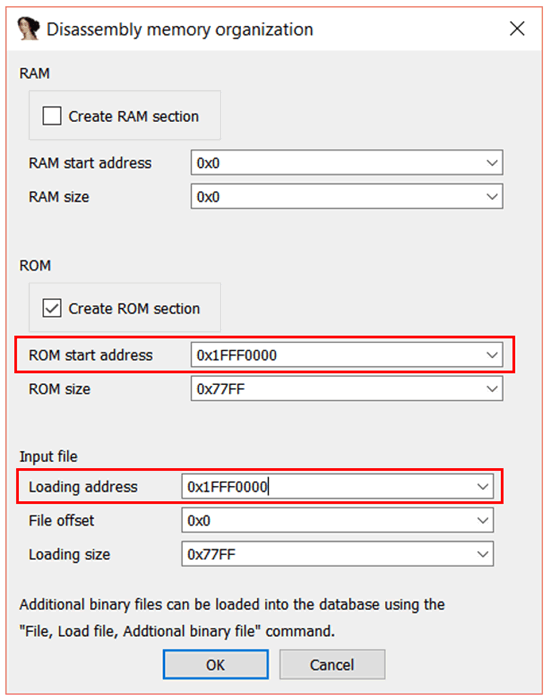 Disassembly memory organization
RAM
Create RAM section
RAM start address 0x0
RAM size 0x0
ROM
Create ROM section
ROM start address 0x1FFF0000
ROM size 0x77FF
Input file
Loading address 0x1FFF0000
File offset 0x0
Loading size 0x77FF
Additional binary files can be loaded into the database using the
"File, Load file, Addtional binary file" command.
OK Cancel